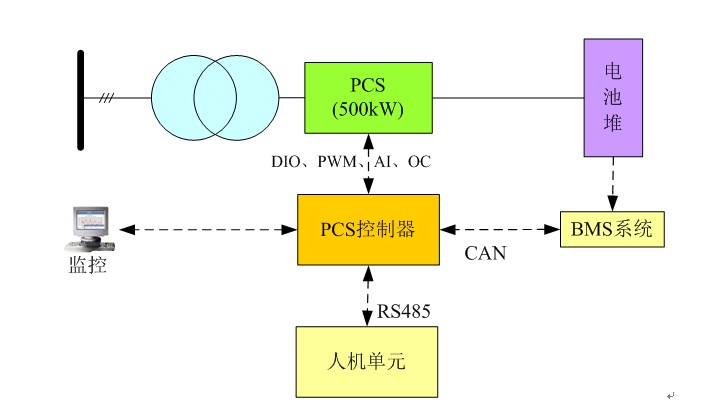 PCS
(500kW)
电
池
堆
DIO、PWM、AI、OC
PCS控制器
BMS系统
CAN
监控
RS485
人机单元